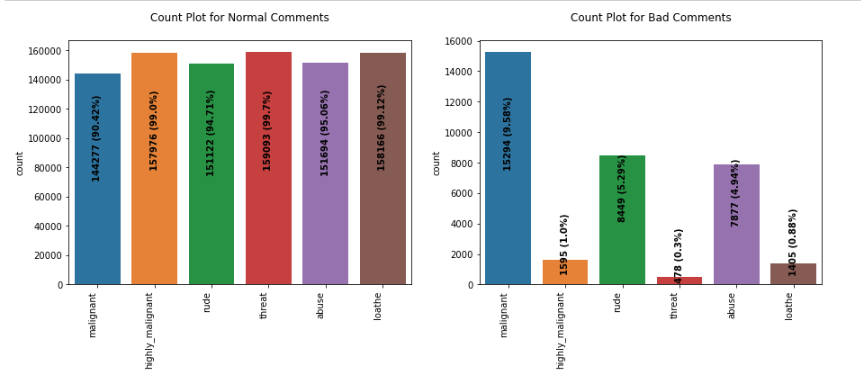 Count Plot for Normal Comments
160000
140000
120000
100000
80000
60000
40000
20000
0
count
144277 (90.42%)
157976 (99.0%)
151122 (94.71%)
159093 (99.7%)
151694 (95.06%)
158166 (99.12%)
malignant
highly_malignant
rude
threat
abuse
loathe
Count Plot for Bad Comments
16000
14000
12000
10000
8000
6000
4000
2000
0
count
15294 (9.58%)
1595 (1.0%)
8449 (5.29%)
478 (0.3%)
7877 (4.94%)
1405 (0.88%)
malignant
highly_malignant
rude
threat
abuse
loathe